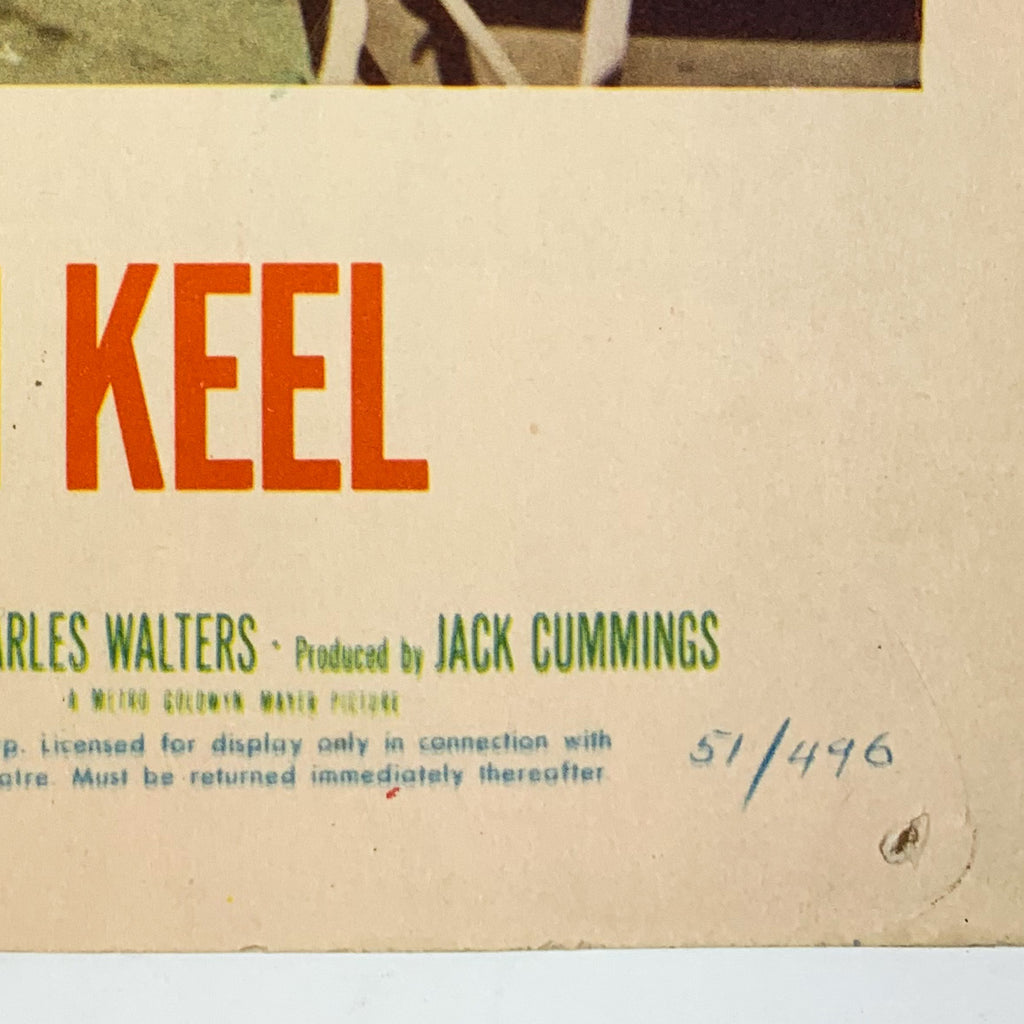 KEEL
ARLES WALTERS · Produced by JACK CUMMINGS
A METRO GOLDWYN MAYER PICTURE
p. Licensed for display only in connection with
atre. Must be returned immediately thereafter.
51/496